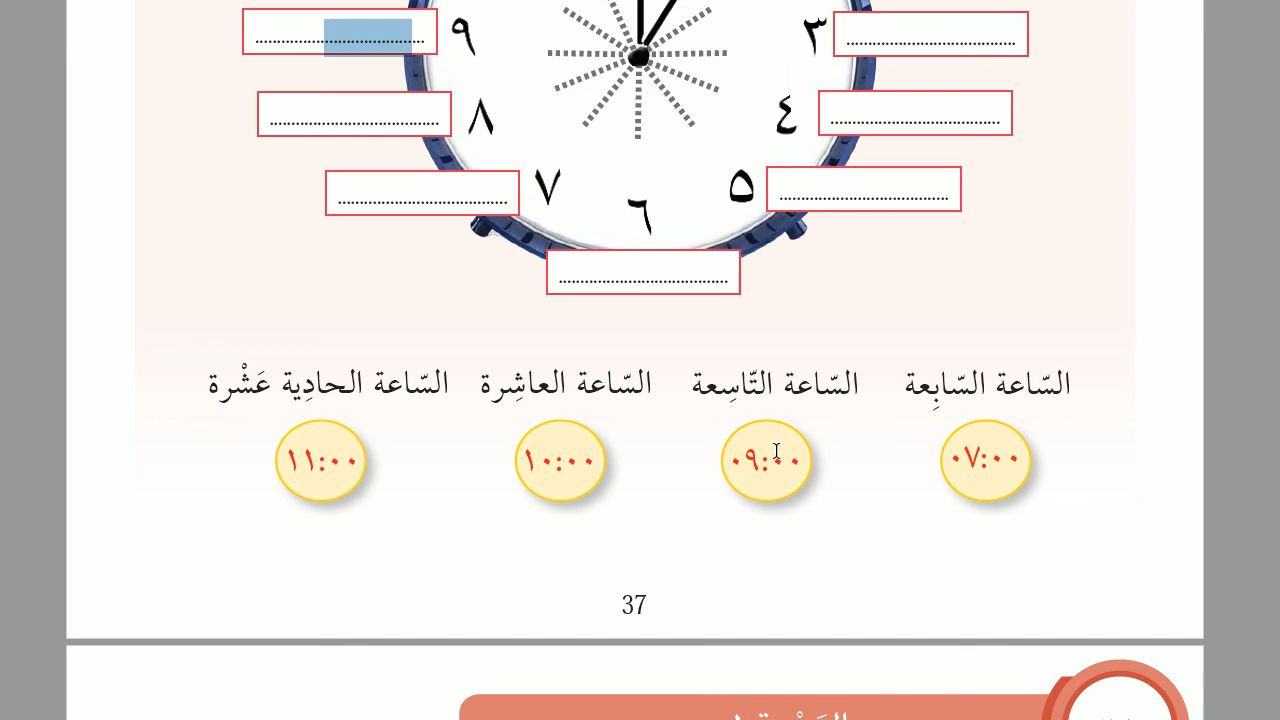 ٩ ................................... ٣ ...................................
................................... ٨ ٤ ...................................
................................... ٧ ٥ ...................................
٦
...................................
السّاعة السّابِعة السّاعة التّاسِعة السّاعة العاشِرة السّاعة الحادِية عَشْرة
٠٧:٠٠ ٠٩:٠٠ ١٠:٠٠ ١١:٠٠
37